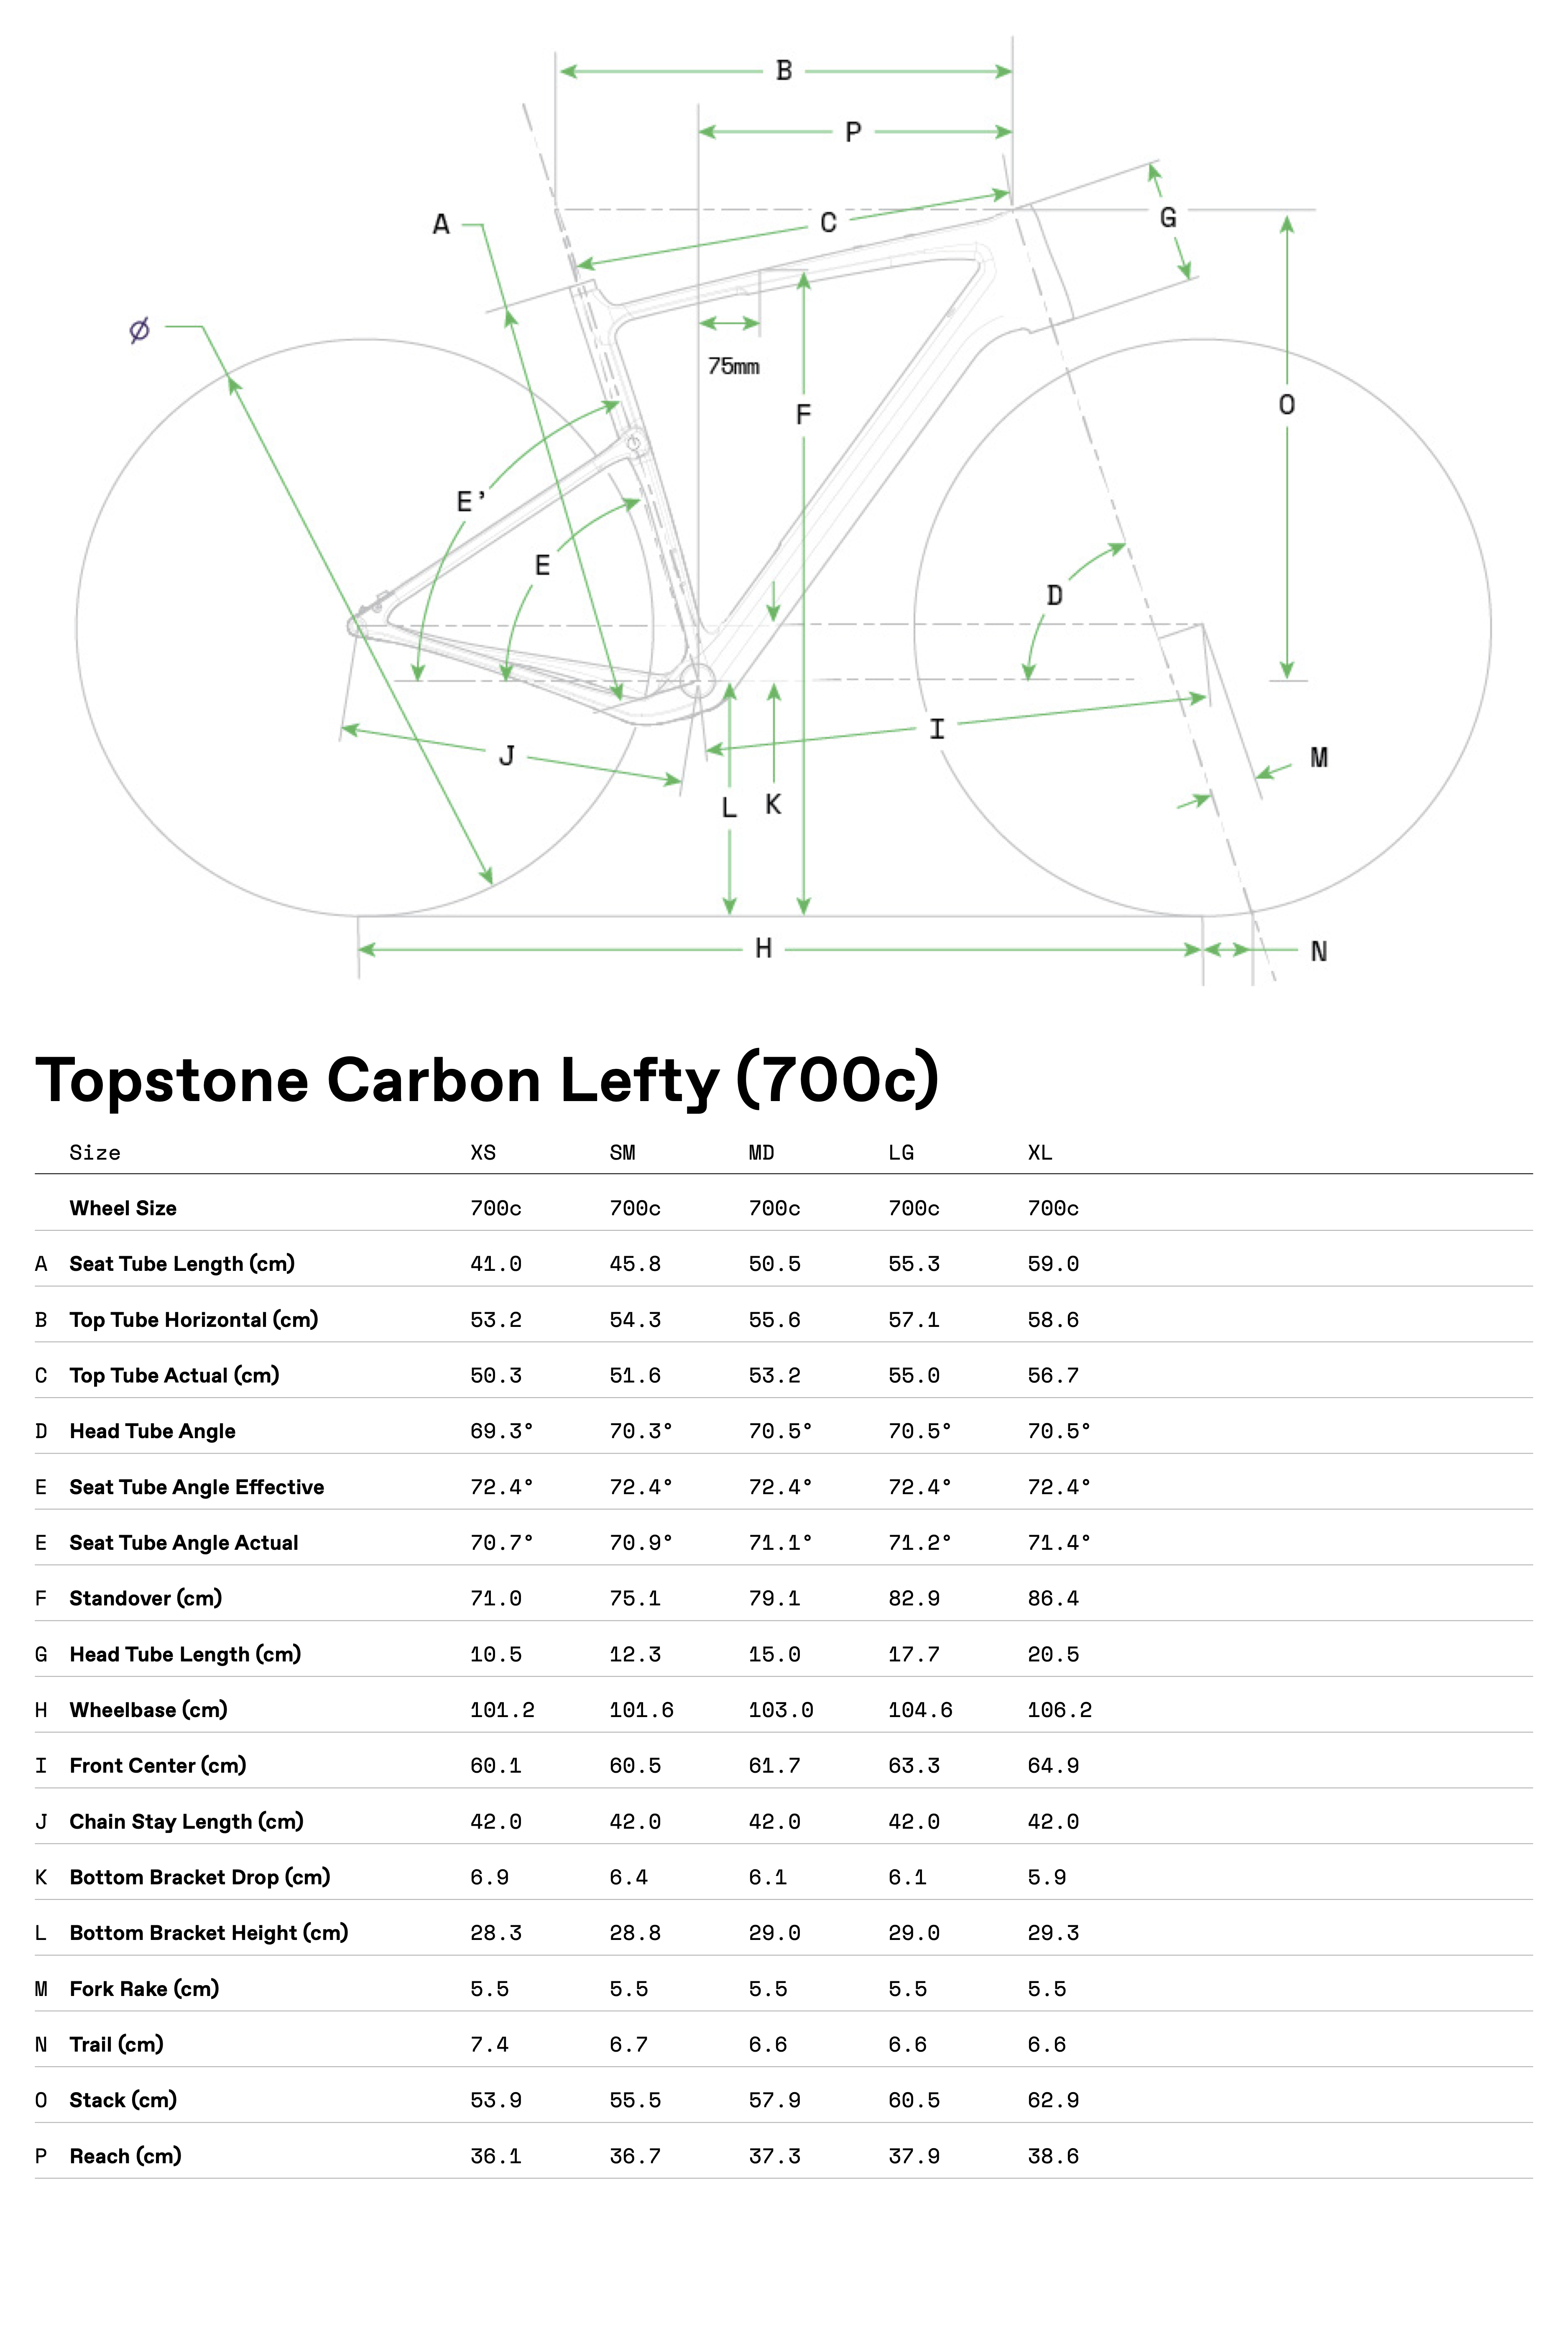 B
P
A
C
G
Ø
75mm
F
O
E’
E
D
I
J
M
L
K
H
N
Topstone Carbon Lefty (700c)
Size XS SM MD LG XL
Wheel Size 700c 700c 700c 700c 700c
A Seat Tube Length (cm) 41.0 45.8 50.5 55.3 59.0
B Top Tube Horizontal (cm) 53.2 54.3 55.6 57.1 58.6
C Top Tube Actual (cm) 50.3 51.6 53.2 55.0 56.7
D Head Tube Angle 69.3° 70.3° 70.5° 70.5° 70.5°
E Seat Tube Angle Effective 72.4° 72.4° 72.4° 72.4° 72.4°
E Seat Tube Angle Actual 70.7° 70.9° 71.1° 71.2° 71.4°
F Standover (cm) 71.0 75.1 79.1 82.9 86.4
G Head Tube Length (cm) 10.5 12.3 15.0 17.7 20.5
H Wheelbase (cm) 101.2 101.6 103.0 104.6 106.2
I Front Center (cm) 60.1 60.5 61.7 63.3 64.9
J Chain Stay Length (cm) 42.0 42.0 42.0 42.0 42.0
K Bottom Bracket Drop (cm) 6.9 6.4 6.1 6.1 5.9
L Bottom Bracket Height (cm) 28.3 28.8 29.0 29.0 29.3
M Fork Rake (cm) 5.5 5.5 5.5 5.5 5.5
N Trail (cm) 7.4 6.7 6.6 6.6 6.6
O Stack (cm) 53.9 55.5 57.9 60.5 62.9
P Reach (cm) 36.1 36.7 37.3 37.9 38.6